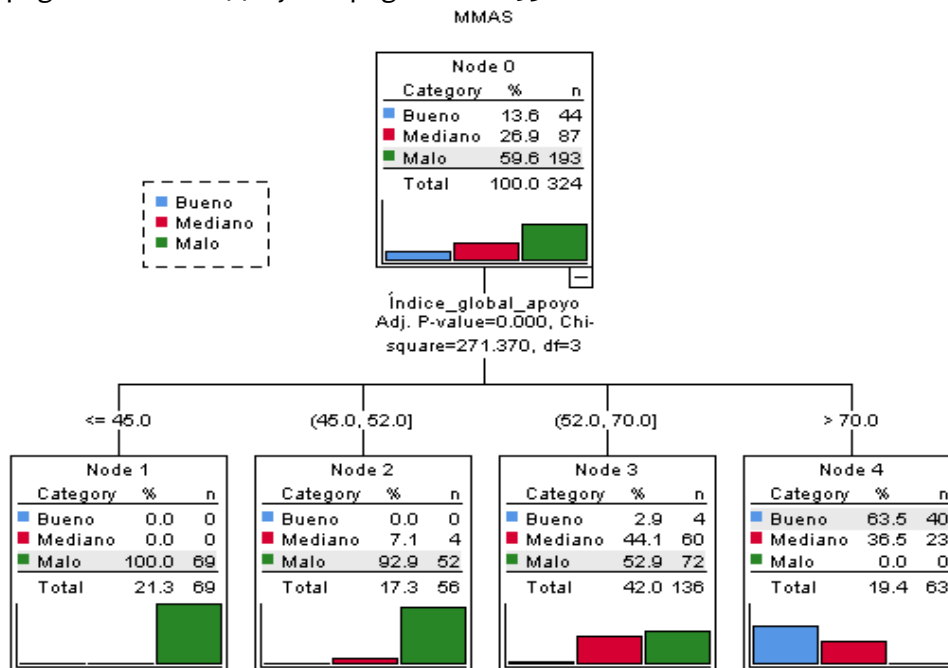 MMAS
Node 0
Category % n
Bueno 13.6 44
Mediano 26.9 87
Malo 59.6 193
Total 100.0 324
Bueno
Mediano
Malo
Índice_global_apoyo
Adj. P-value=0.000, Chi-
square=271.370, df=3
<= 45.0
(45.0, 52.0]
(52.0, 70.0]
> 70.0
Node 1
Category % n
Bueno 0.0 0
Mediano 0.0 0
Malo 100.0 69
Total 21.3 69
Node 2
Category % n
Bueno 0.0 0
Mediano 7.1 4
Malo 92.9 52
Total 17.3 56
Node 3
Category % n
Bueno 2.9 4
Mediano 44.1 60
Malo 52.9 72
Total 42.0 136
Node 4
Category % n
Bueno 63.5 40
Mediano 36.5 23
Malo 0.0 0
Total 19.4 63